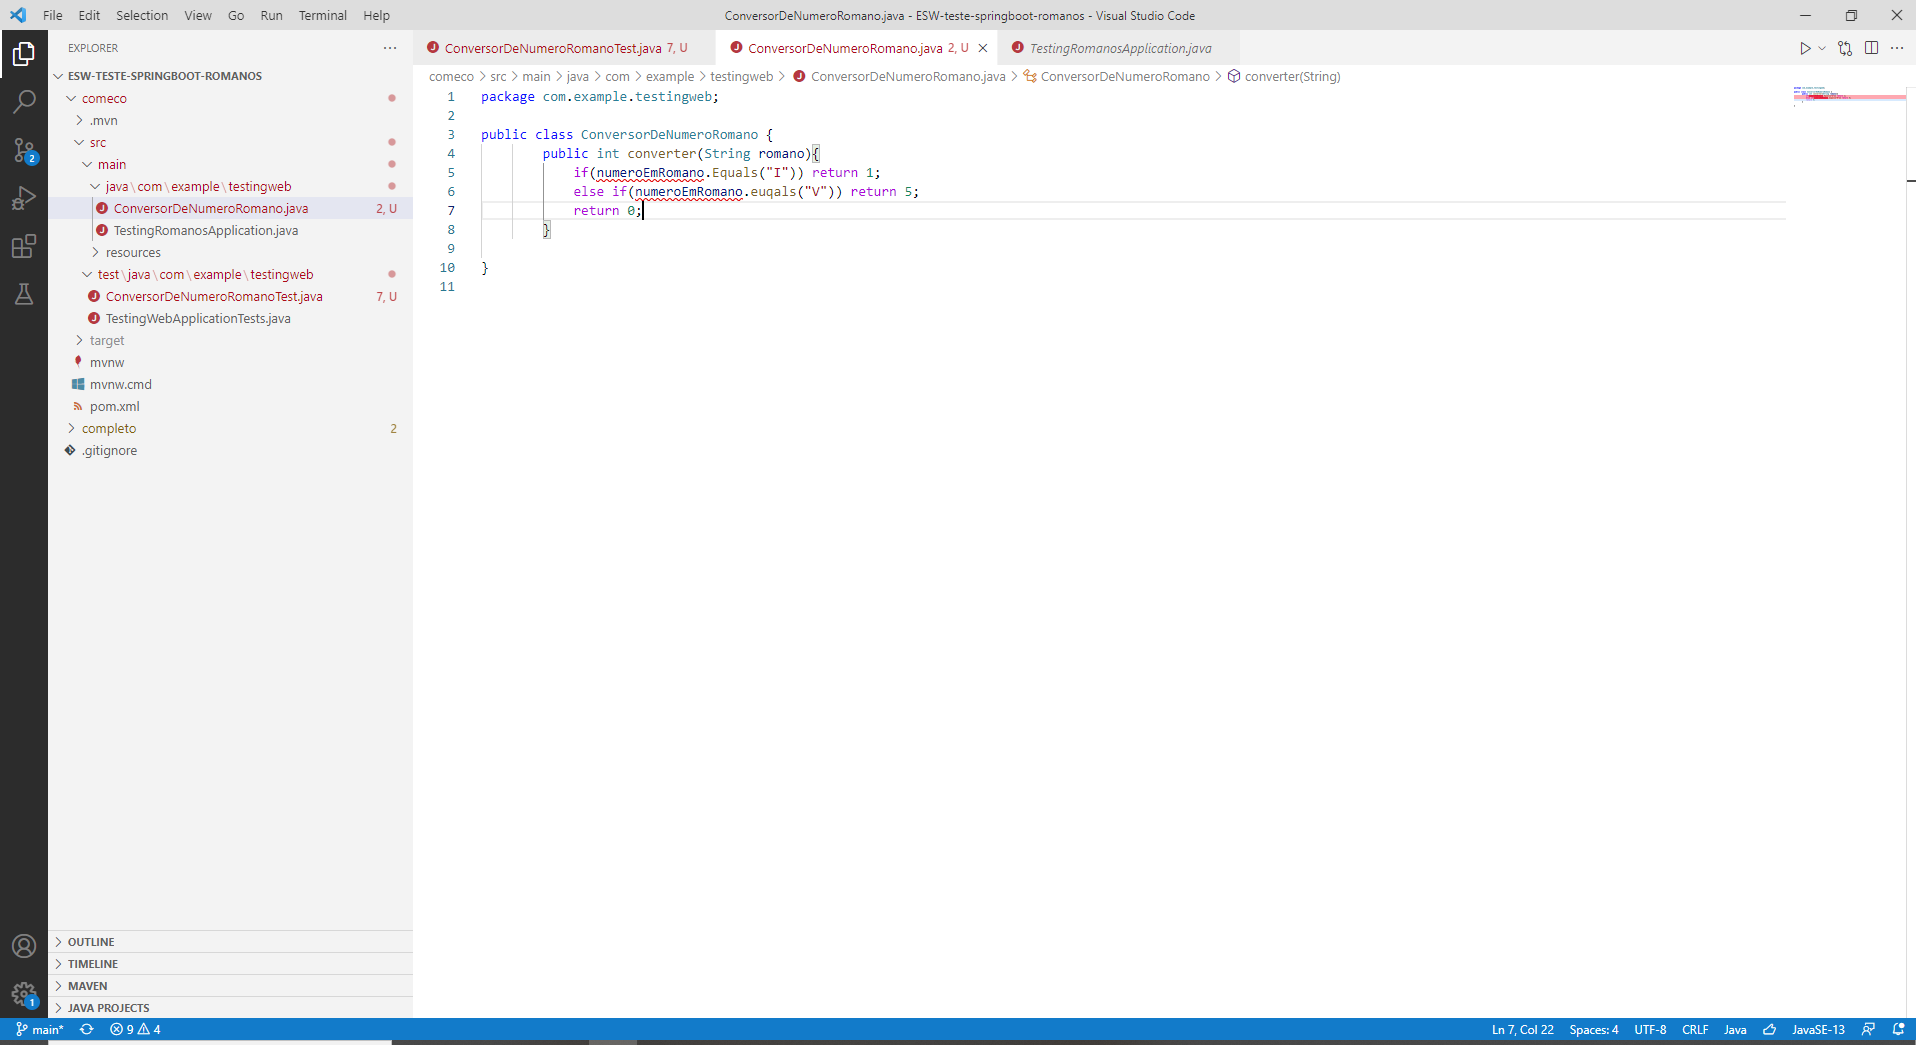 File Edit Selection View Go Run Terminal Help ConversorDeNumeroRomano.java - ESW-teste-springboot-romanos - Visual Studio Code
EXPLORER
ESW-TESTE-SPRINGBOOT-ROMANOS
comeco
.mvn
src
main
java\com\example\testingweb
ConversorDeNumeroRomano.java 2, U
TestingRomanosApplication.java
resources
test\java\com\example\testingweb
ConversorDeNumeroRomanoTest.java 7, U
TestingWebApplicationTests.java
target
mvnw
mvnw.cmd
pom.xml
completo 2
.gitignore
OUTLINE
TIMELINE
MAVEN
JAVA PROJECTS
2
1
ConversorDeNumeroRomanoTest.java 7, U ConversorDeNumeroRomano.java 2, U TestingRomanosApplication.java
comeco > src > main > java > com > example > testingweb > ConversorDeNumeroRomano.java > ConversorDeNumeroRomano > converter(String)
1 package com.example.testingweb;
2
3 public class ConversorDeNumeroRomano {
4 public int converter(String romano){
5 if(numeroEmRomano.Equals("I")) return 1;
6 else if(numeroEmRomano.euqals("V")) return 5;
7 return 0;
8 }
9
10 }
11
main* 9 4 Ln 7, Col 22 Spaces: 4 UTF-8 CRLF Java JavaSE-13